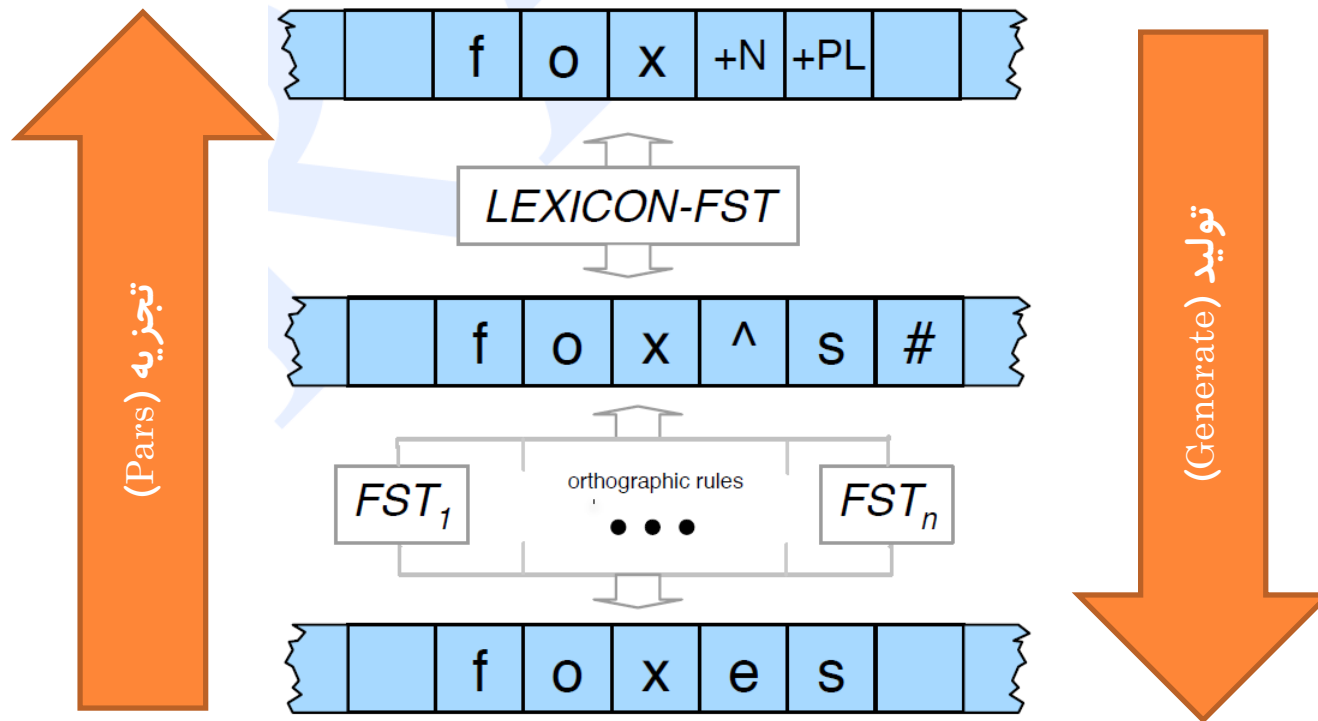 f o x +N +PL
LEXICON-FST
تجزیه (Pars)
تولید (Generate)
f o x ^ s #
orthographic rules
FST1
•••
FSTn
f o x e s